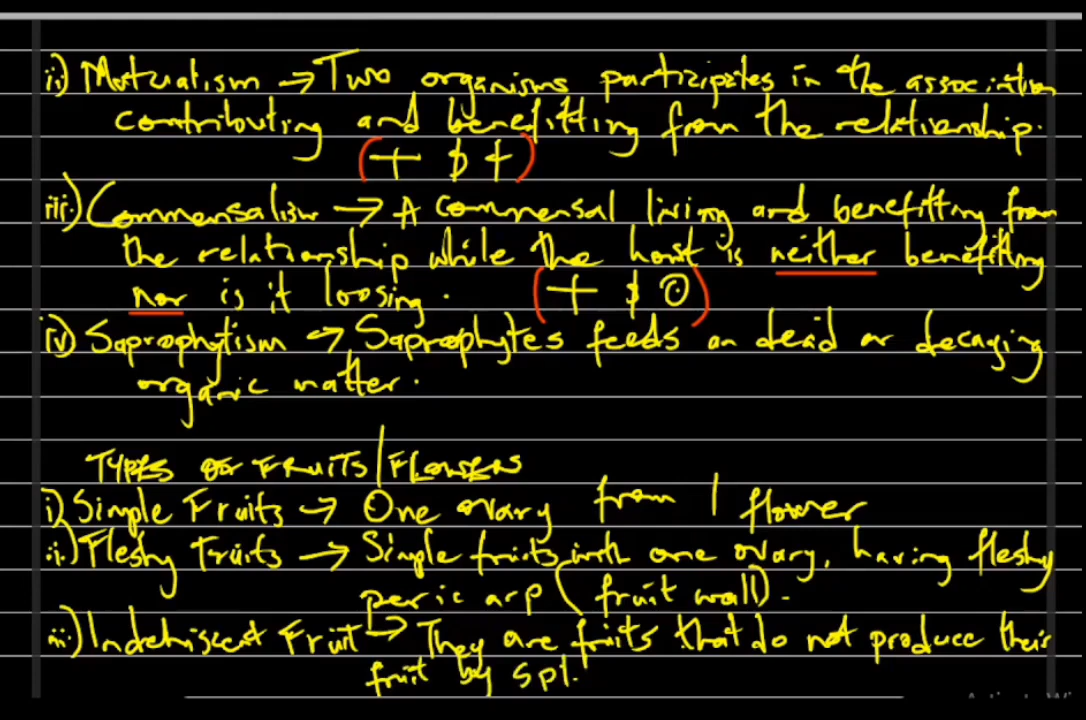 ii) Mutualism → Two organisms participates in the association
contributing and benefitting from the relationship.
(+ $ +)
iii.) Commensalism → A commensal living and benefitting from
the relationship while the host is neither benefitting
nor is it loosing. (+ $ 0)
iv) Saprophytism → Saprophytes feeds on dead or decaying
organic matter.
TYPES OF FRUITS/FLOWERS
i) Simple Fruits → One ovary from 1 flower
ii.) Fleshy Fruits → Simple fruits with one ovary, having fleshy
pericarp (fruit wall).
iii) Indehiscent Fruit → They are fruits that do not produce their
fruit by spl.